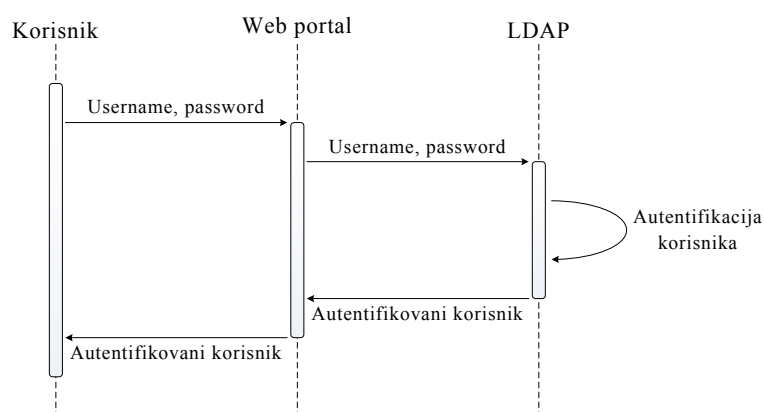 Korisnik
Web portal
LDAP
Username, password
Username, password
Autentifikacija
korisnika
Autentifikovani korisnik
Autentifikovani korisnik